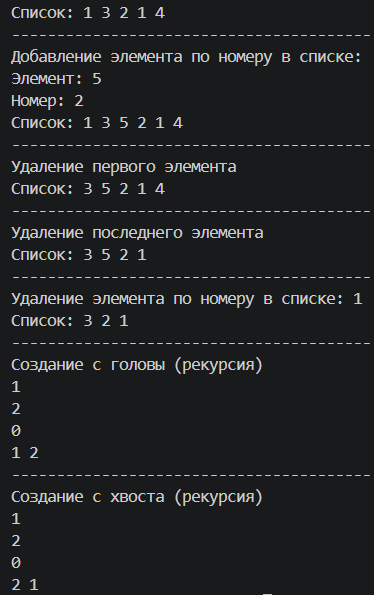 Список: 1 3 2 1 4
---------------------------------------
Добавление элемента по номеру в списке:
Элемент: 5
Номер: 2
Список: 1 3 5 2 1 4
---------------------------------------
Удаление первого элемента
Список: 3 5 2 1 4
---------------------------------------
Удаление последнего элемента
Список: 3 5 2 1
---------------------------------------
Удаление элемента по номеру в списке: 1
Список: 3 2 1
---------------------------------------
Создание с головы (рекурсия)
1
2
0
1 2
---------------------------------------
Создание с хвоста (рекурсия)
1
2
0
2 1